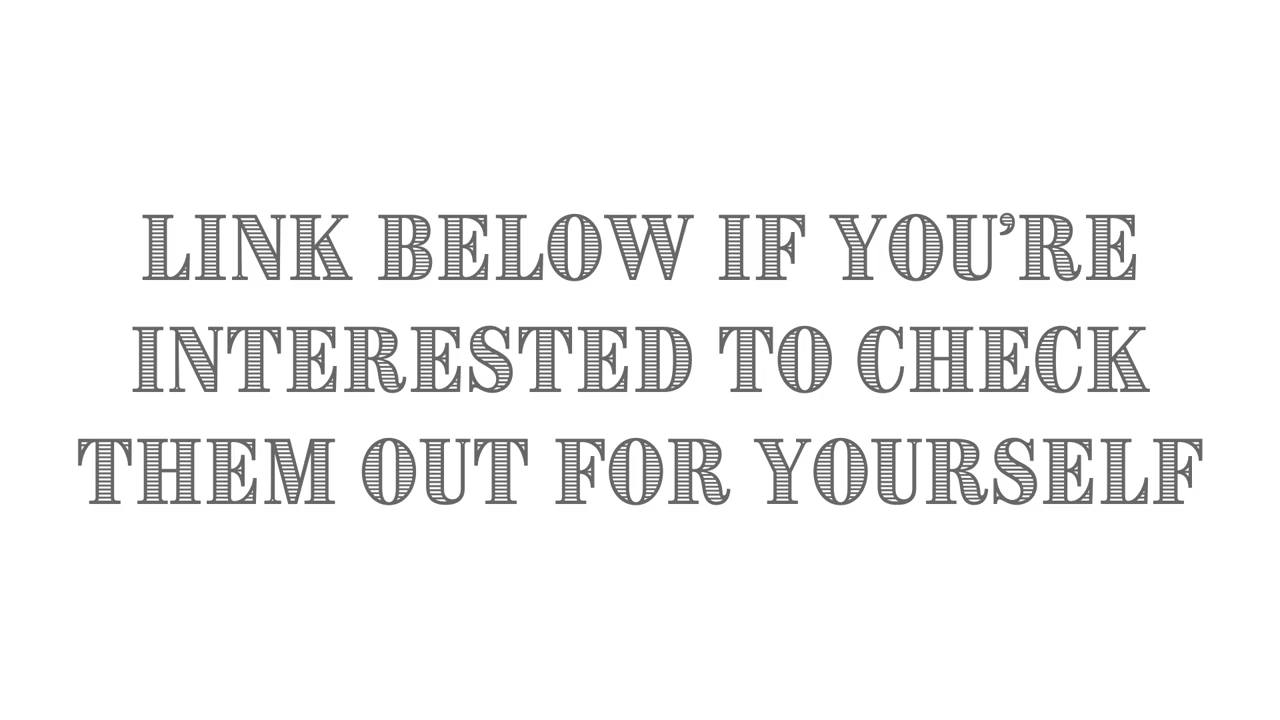 LINK BELOW IF YOU’RE
INTERESTED TO CHECK
THEM OUT FOR YOURSELF